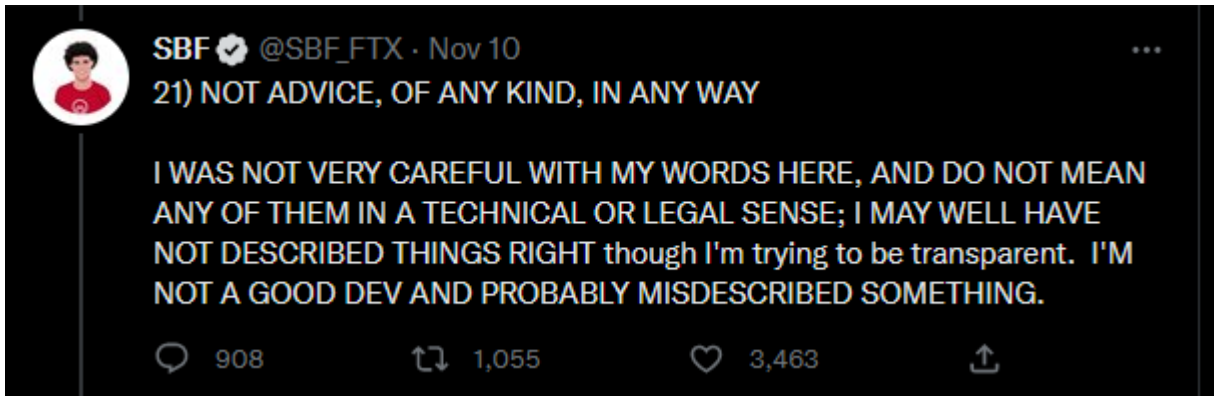 SBF @SBF_FTX · Nov 10
21) NOT ADVICE, OF ANY KIND, IN ANY WAY
I WAS NOT VERY CAREFUL WITH MY WORDS HERE, AND DO NOT MEAN
ANY OF THEM IN A TECHNICAL OR LEGAL SENSE; I MAY WELL HAVE
NOT DESCRIBED THINGS RIGHT though I'm trying to be transparent.  I'M
NOT A GOOD DEV AND PROBABLY MISDESCRIBED SOMETHING.
908 1,055 3,463